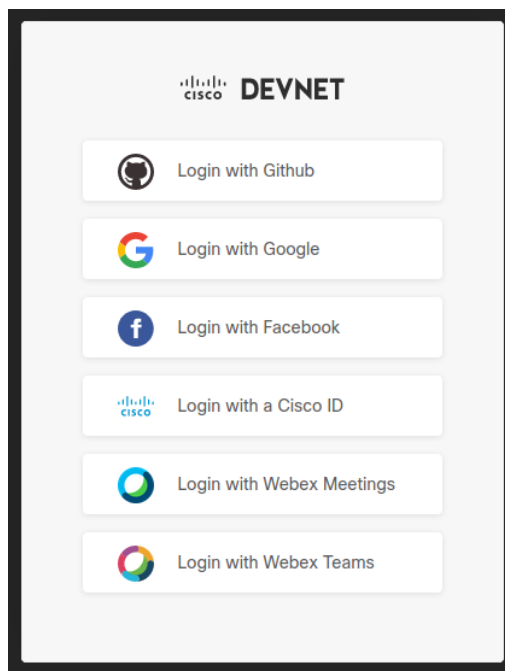 cisco DEVNET
Login with Github
Login with Google
f Login with Facebook
cisco Login with a Cisco ID
Login with Webex Meetings
Login with Webex Teams